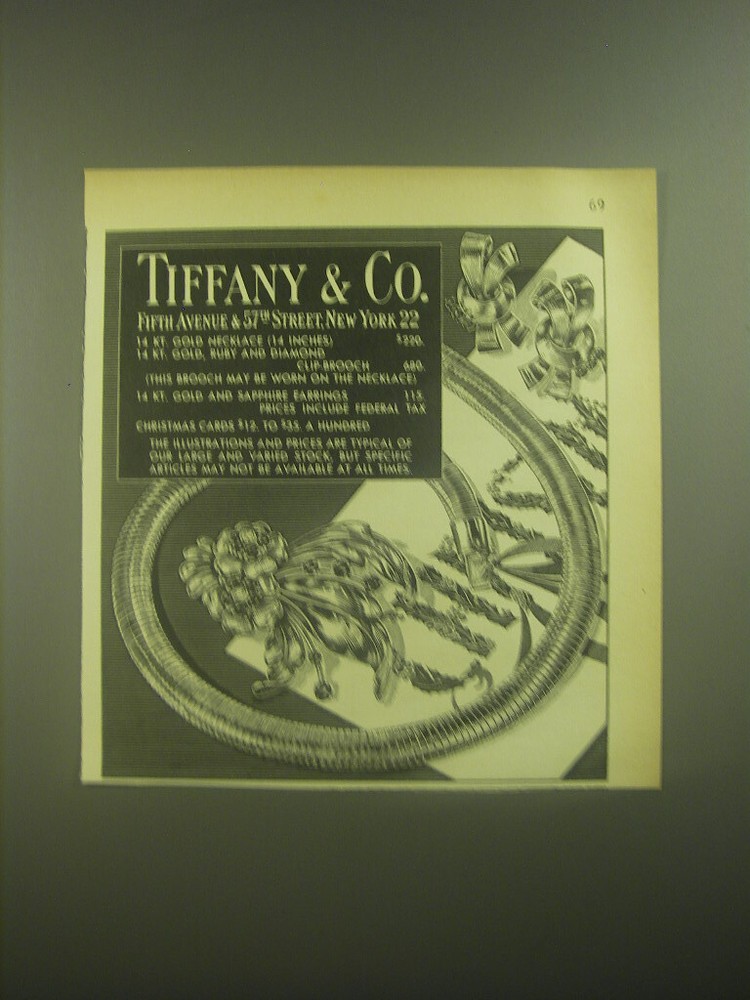 69
TIFFANY & CO.
FIFTH AVENUE & 57TH STREET, NEW YORK 22
14 KT. GOLD NECKLACE (14 INCHES) $220.
14 KT. GOLD, RUBY AND DIAMOND
CLIP-BROOCH 680.
(THIS BROOCH MAY BE WORN ON THE NECKLACE)
14 KT. GOLD AND SAPPHIRE EARRINGS 115.
PRICES INCLUDE FEDERAL TAX
CHRISTMAS CARDS $12. TO $35. A HUNDRED
THE ILLUSTRATIONS AND PRICES ARE TYPICAL OF
OUR LARGE AND VARIED STOCK, BUT SPECIFIC
ARTICLES MAY NOT BE AVAILABLE AT ALL TIMES.